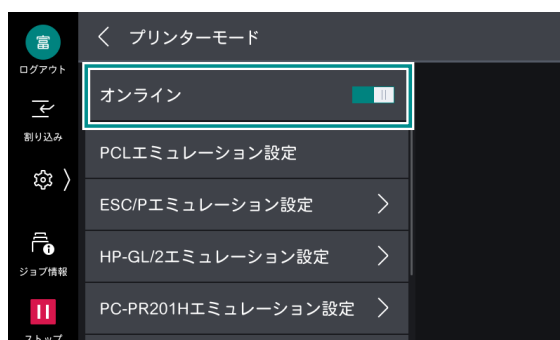 富
ログアウト
割り込み
ジョブ情報
ストップ
プリンターモード
オンライン
PCLエミュレーション設定
ESC/Pエミュレーション設定
HP-GL/2エミュレーション設定
PC-PR201Hエミュレーション設定